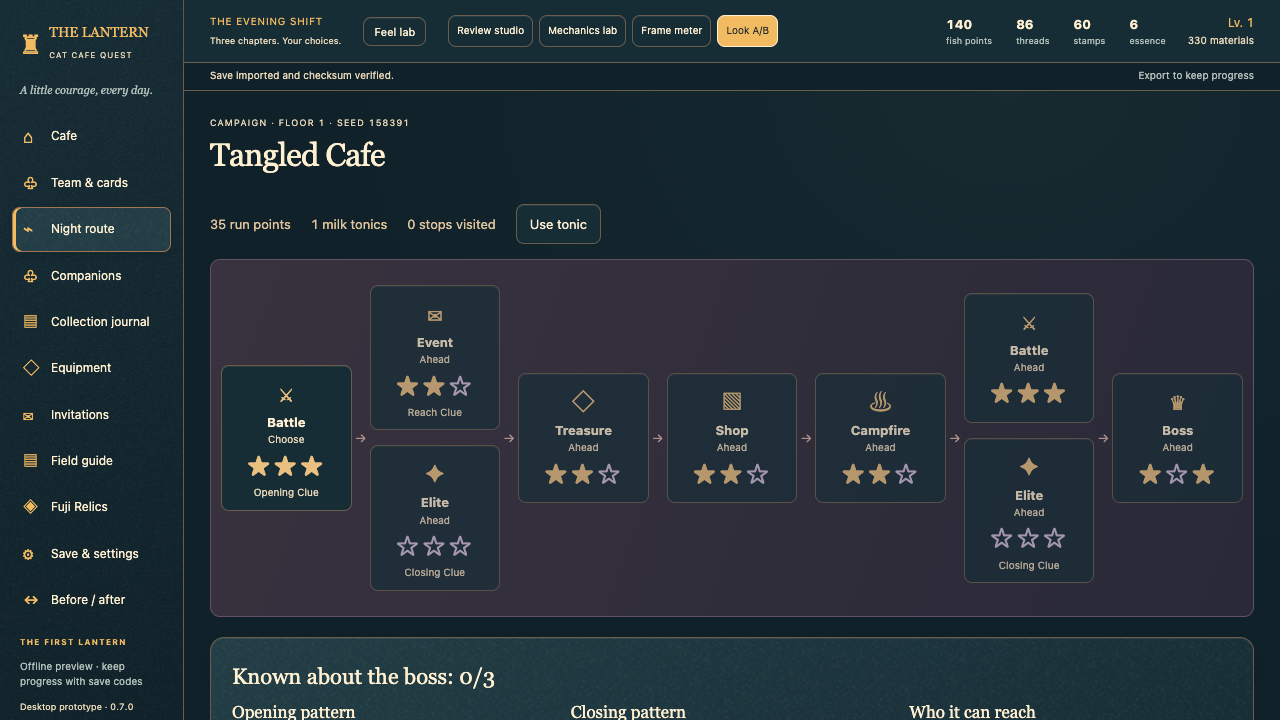 THE LANTERN
CAT CAFE QUEST
A little courage, every day.
Cafe
Team & cards
Night route
Companions
Collection journal
Equipment
Invitations
Field guide
Fuji Relics
Save & settings
Before / after
THE FIRST LANTERN
Offline preview · keep
progress with save codes
Desktop prototype · 0.7.0
THE EVENING SHIFT
Three chapters. Your choices.
Feel lab
Review studio
Mechanics lab
Frame meter
Look A/B
140
fish points
86
threads
60
stamps
6
essence
Lv. 1
330 materials
Save imported and checksum verified.
Export to keep progress
CAMPAIGN · FLOOR 1 · SEED 158391
Tangled Cafe
35 run points
1 milk tonics
0 stops visited
Use tonic
Battle
Choose
Opening Clue
Event
Ahead
Reach Clue
Elite
Ahead
Closing Clue
Treasure
Ahead
Shop
Ahead
Campfire
Ahead
Battle
Ahead
Elite
Ahead
Closing Clue
Boss
Ahead
Known about the boss: 0/3
Opening pattern
Closing pattern
Who it can reach